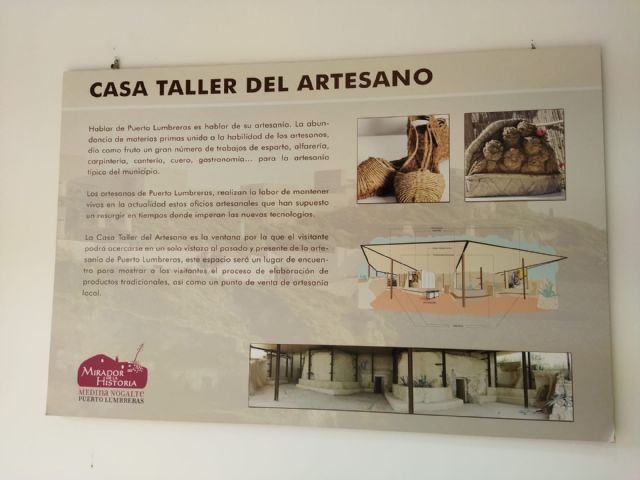 CASA TALLER DEL ARTESANO
Hablar de Puerto Lumbreras es hablar de su artesanía. La abun-
dancia de materias primas unida a la habilidad de los artesanos,
dio como fruto un gran número de trabajos de esparto, alfarería,
carpintería, cantería, cuero, gastronomía... para la artesanía
típica del municipio.
Los artesanos de Puerto Lumbreras, realizan la labor de mantener
vivos en la actualidad estos oficios artesanales que han supuesto
un resurgir en tiempos donde imperan las nuevas tecnologías.
La Casa Taller del Artesano es la ventana por la que el visitante
podrá acercarse en un solo vistazo al pasado y presente de la arte-
sanía de Puerto Lumbreras, este espacio será un lugar de encuen-
tro para mostrar a los visitantes el proceso de elaboración de
productos tradicionales, así como un punto de venta de artesanía
local.
MIRADOR
DE LA
HISTORIA
MEDINA NOGALTE
PUERTO LUMBRERAS